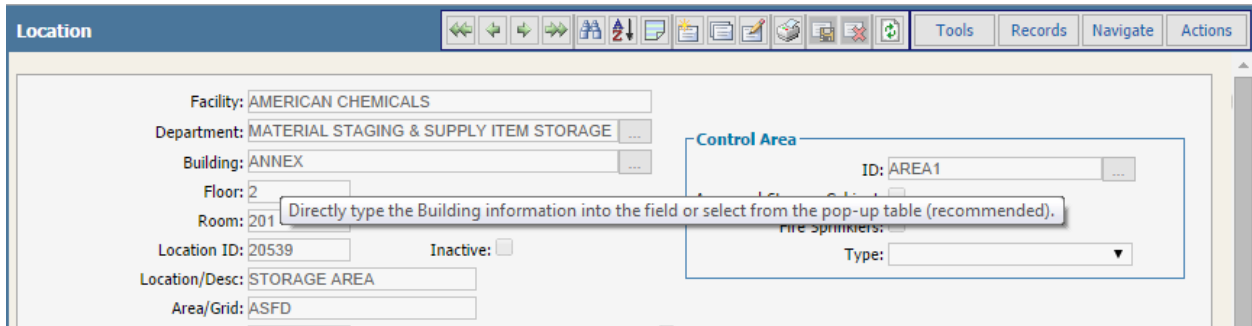 Location
Tools Records Navigate Actions
Facility: AMERICAN CHEMICALS
Department: MATERIAL STAGING & SUPPLY ITEM STORAGE ...
Building: ANNEX ...
Floor: 2
Room: 201
Location ID: 20539 Inactive:
Location/Desc: STORAGE AREA
Area/Grid: ASFD
Control Area
ID: AREA1 ...
Directly type the Building information into the field or select from the pop-up table (recommended).
Fire Sprinklers:
Type: